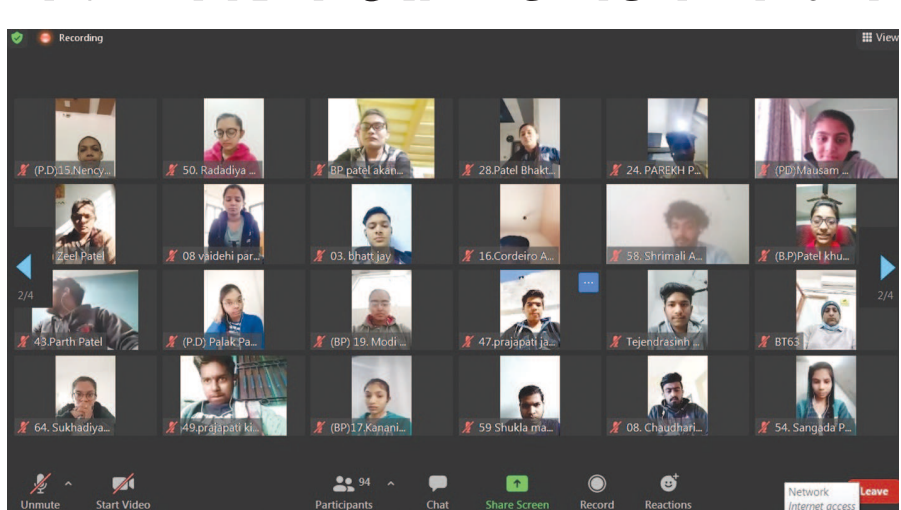 Recording
View
(P.D)15.Nency...
50. Radadiya ...
BP patel akan...
28.Patel Bhakt...
24. PAREKH P...
(PD)Mausam ...
Zeel Patel
08 vaidehi par...
03. bhatt jay
16.Cordeiro A...
58. Shrimali A...
(B.P)Patel khu...
2/4
2/4
43.Parth Patel
(P.D) Palak Pa...
(BP) 19. Modi ...
47.prajapati ja...
Tejendrasinh ...
BT63
64. Sukhadiya...
49.prajapati ki...
(BP)17.Kanani...
59 Shukla ma...
08. Chaudhari...
54. Sangada P...
94
Unmute
Start Video
Participants
Chat
Share Screen
Record
Reactions
Leave
Network
Internet access